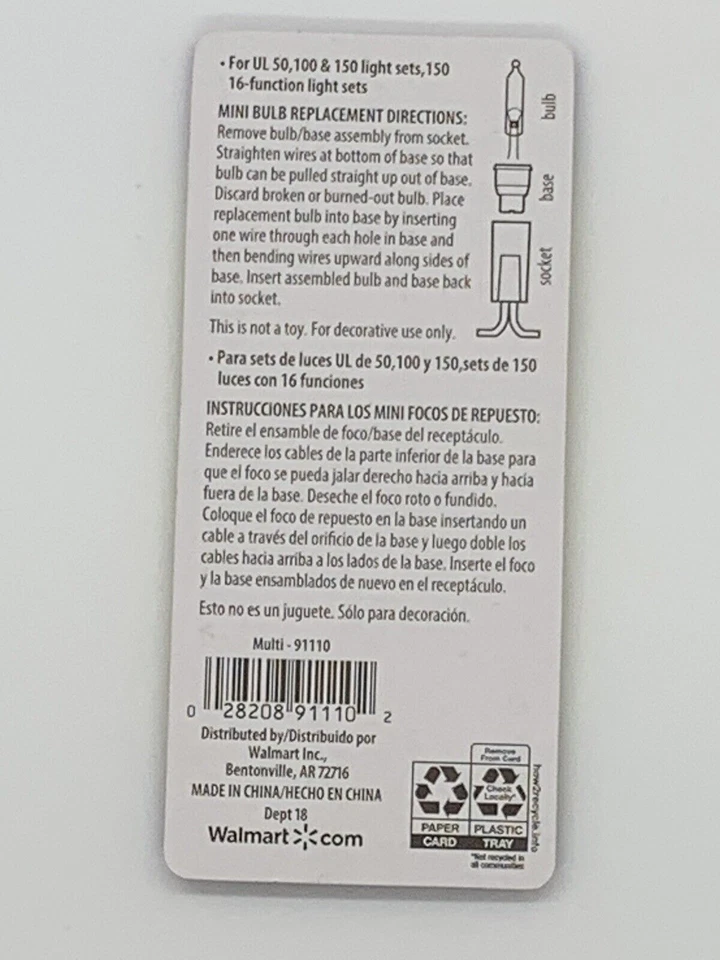 • For UL 50,100 & 150 light sets,150
16-function light sets
MINI BULB REPLACEMENT DIRECTIONS:
Remove bulb/base assembly from socket.
Straighten wires at bottom of base so that
bulb can be pulled straight up out of base.
Discard broken or burned-out bulb. Place
replacement bulb into base by inserting
one wire through each hole in base and
then bending wires upward along sides of
base. Insert assembled bulb and base back
into socket.
This is not a toy. For decorative use only.
bulb
base
socket
• Para sets de luces UL de 50,100 y 150,sets de 150
luces con 16 funciones
INSTRUCCIONES PARA LOS MINI FOCOS DE REPUESTO:
Retire el ensamble de foco/base del receptáculo.
Enderece los cables de la parte inferior de la base para
que el foco se pueda jalar derecho hacia arriba y hacia
fuera de la base. Deseche el foco roto o fundido.
Coloque el foco de repuesto en la base insertando un
cable a través del orificio de la base y luego doble los
cables hacia arriba a los lados de la base. Inserte el foco
y la base ensamblados de nuevo en el receptáculo.
Esto no es un juguete. Sólo para decoración.
Multi - 91110
0 28208 91110 2
Distributed by/Distribuido por
Walmart Inc.,
Bentonville, AR 72716
MADE IN CHINA/HECHO EN CHINA
Dept 18
Walmart com
Remove
From Card
Check
Locally*
PAPER
CARD
PLASTIC
TRAY
*Not recycled in
all communities
how2recycle.info